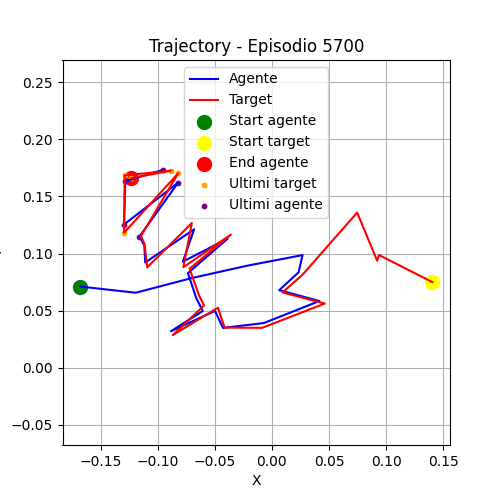 Trajectory - Episodio 5700
Agente
Target
Start agente
Start target
End agente
Ultimi target
Ultimi agente
0.25
0.20
0.15
0.10
0.05
0.00
−0.05
−0.15
−0.10
−0.05
0.00
0.05
0.10
0.15
X